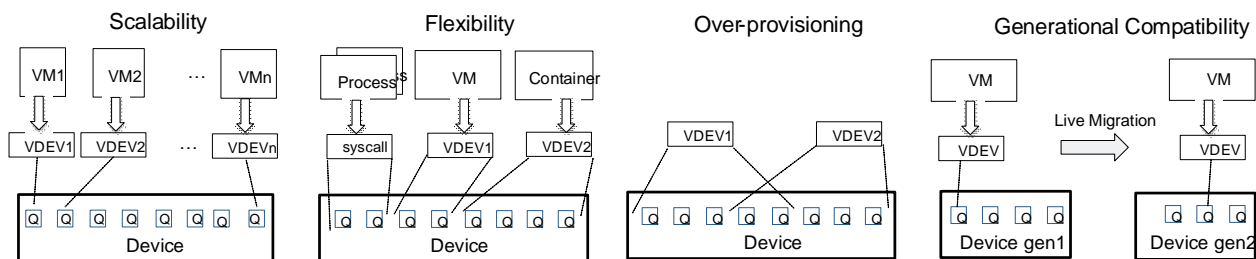 Scalability
VM1 VM2 ... VMn
VDEV1 VDEV2 ... VDEVn
Q Q Q Q Q Q Q Q
Device
Flexibility
Process ss VM Container
syscall VDEV1 VDEV2
Q Q Q Q Q Q Q Q
Device
Over-provisioning
VDEV1 VDEV2
Q Q Q Q Q Q Q Q
Device
Generational Compatibility
VM VM
Live Migration
VDEV VDEV
Q Q Q Q Q Q Q
Device gen1 Device gen2